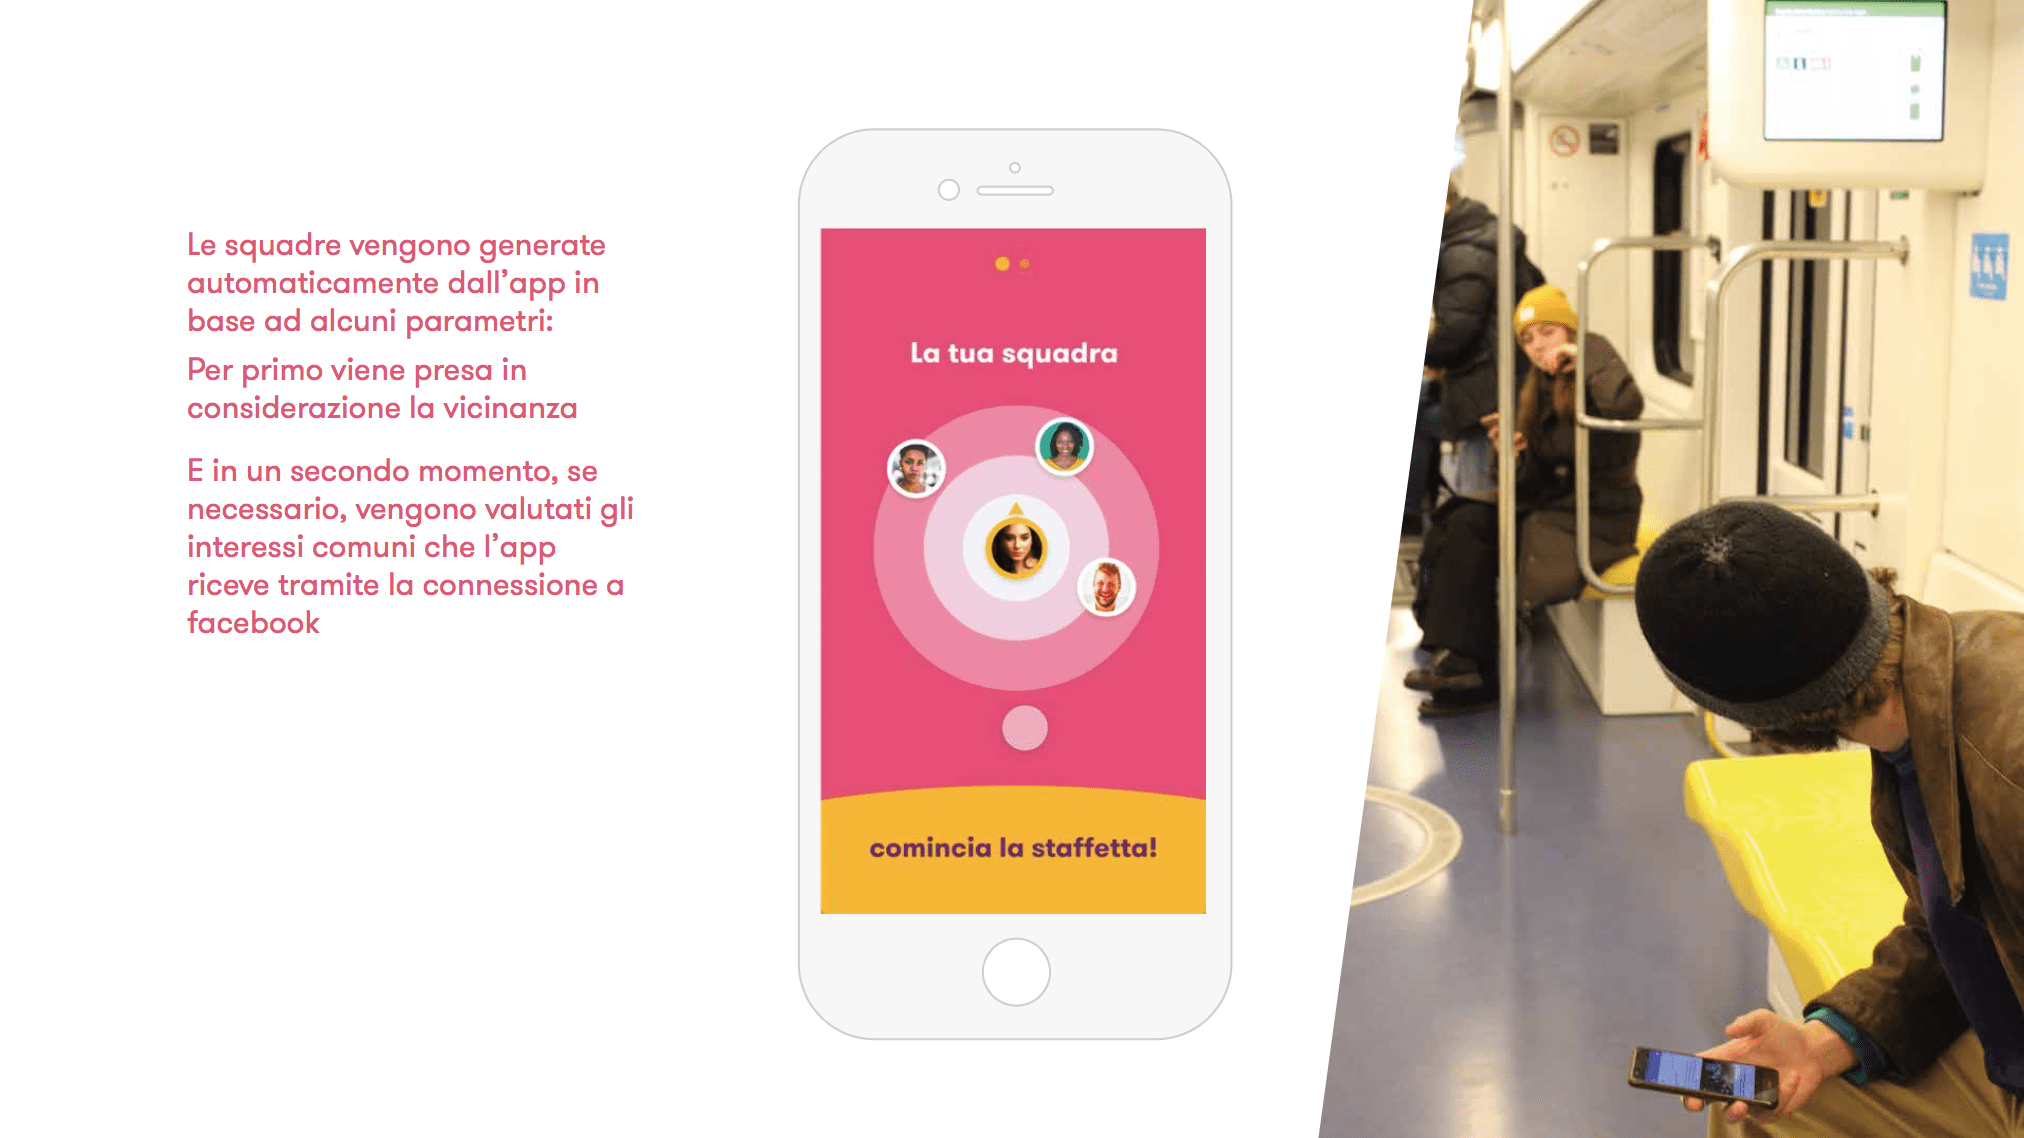 Le squadre vengono generate
automaticamente dall’app in
base ad alcuni parametri:
Per primo viene presa in
considerazione la vicinanza
E in un secondo momento, se
necessario, vengono valutati gli
interessi comuni che l’app
riceve tramite la connessione a
facebook
La tua squadra
comincia la staffetta!